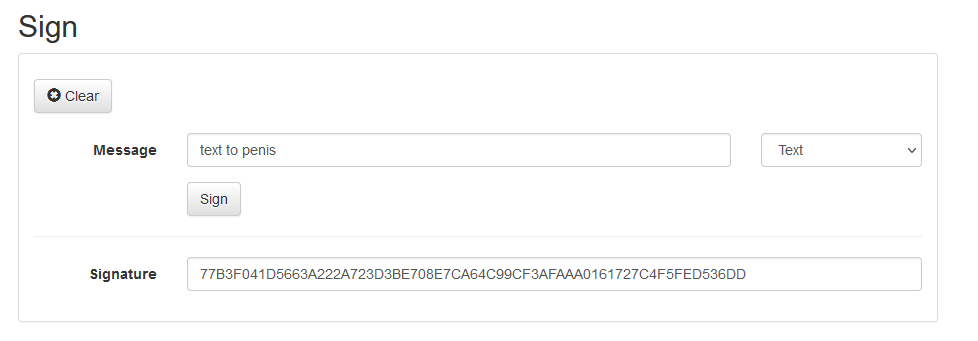 Sign
Clear
Message text to penis Text
Sign
Signature 77B3F041D5663A222A723D3BE708E7CA64C99CF3AFAAA0161727C4F5FED536DD